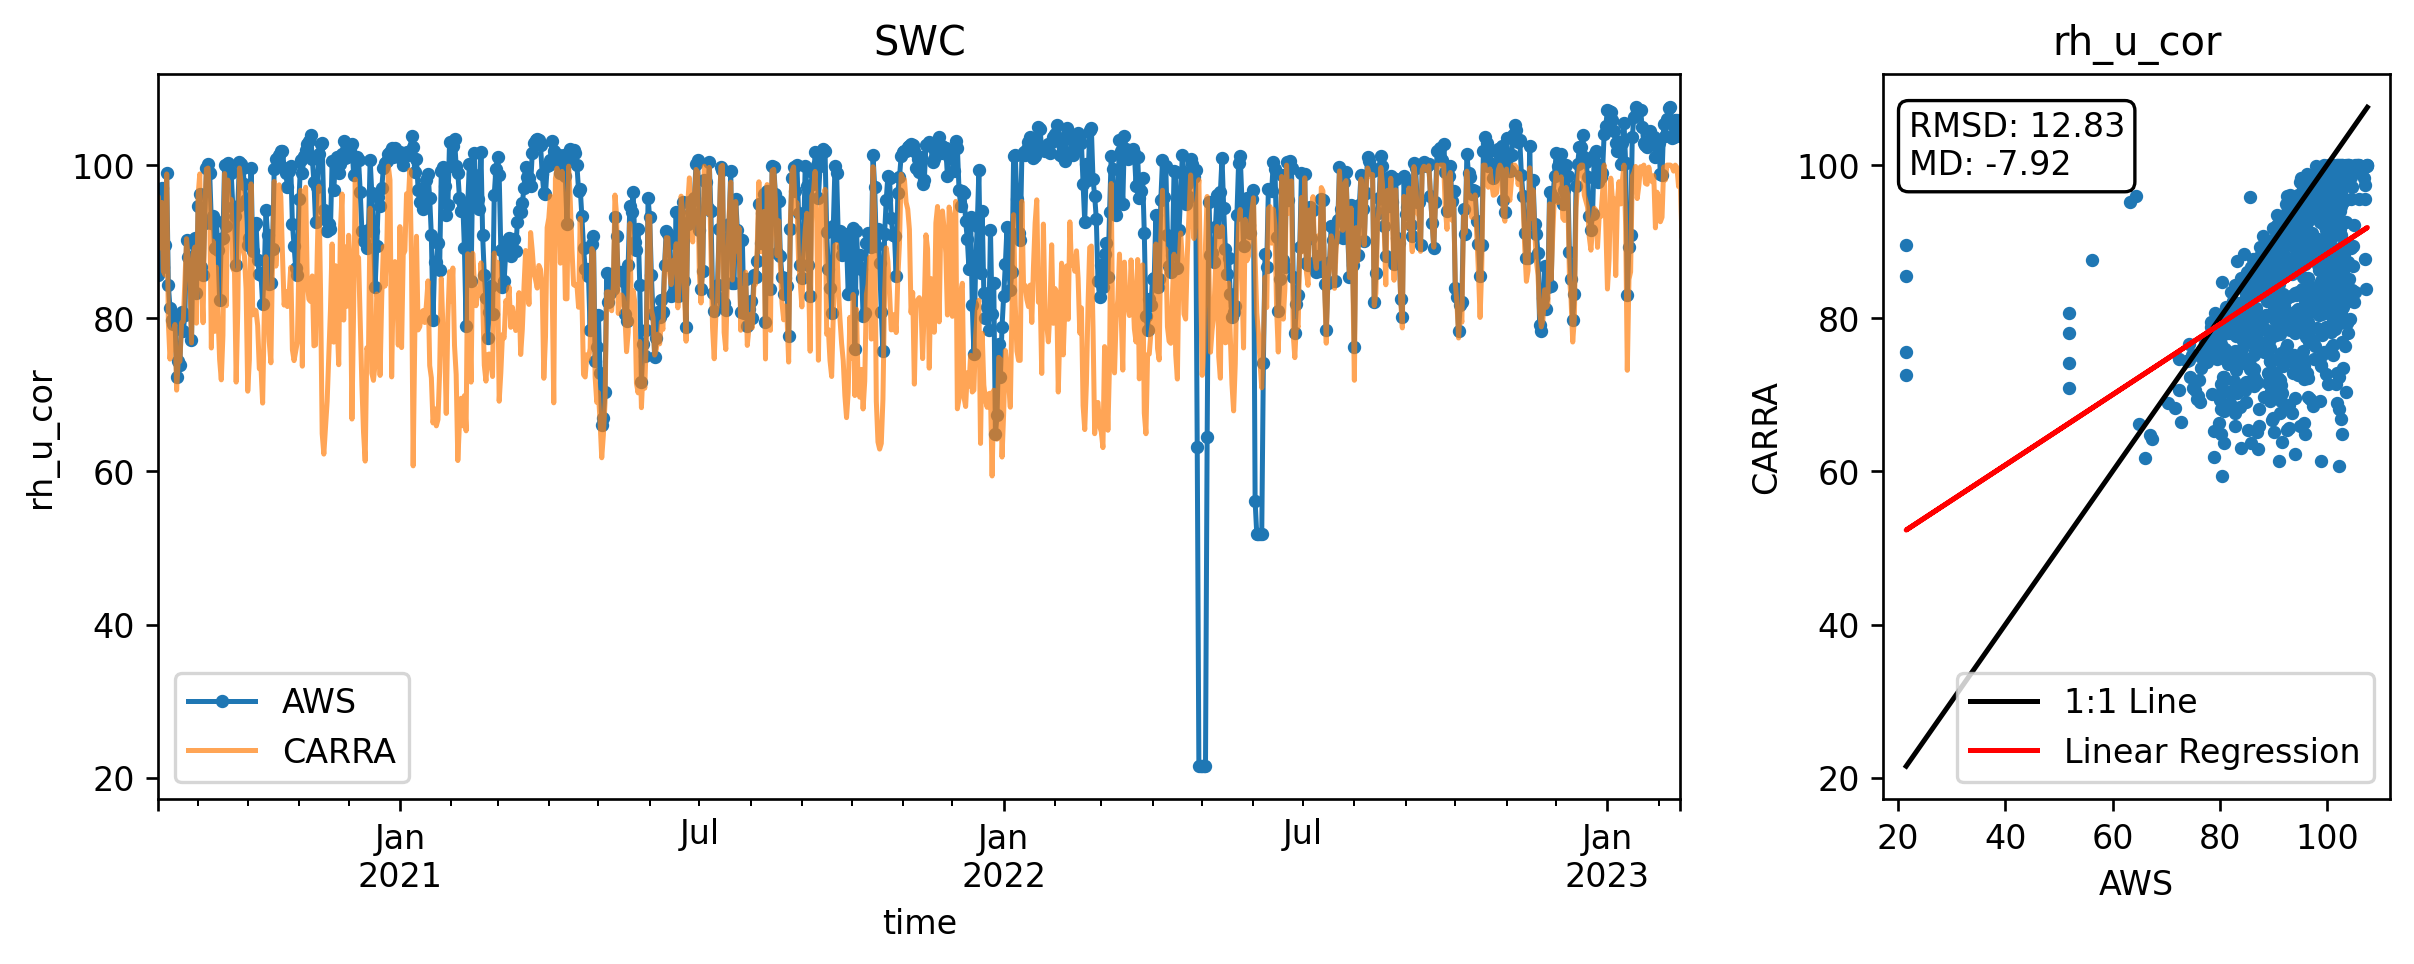 SWC
rh_u_cor
100
80
60
40
20
AWS
CARRA
Jan
2021
Jul
Jan
2022
Jul
Jan
2023
time
rh_u_cor
RMSD: 12.83
MD: -7.92
CARRA
100
80
60
40
20
1:1 Line
Linear Regression
20
40
60
80
100
AWS